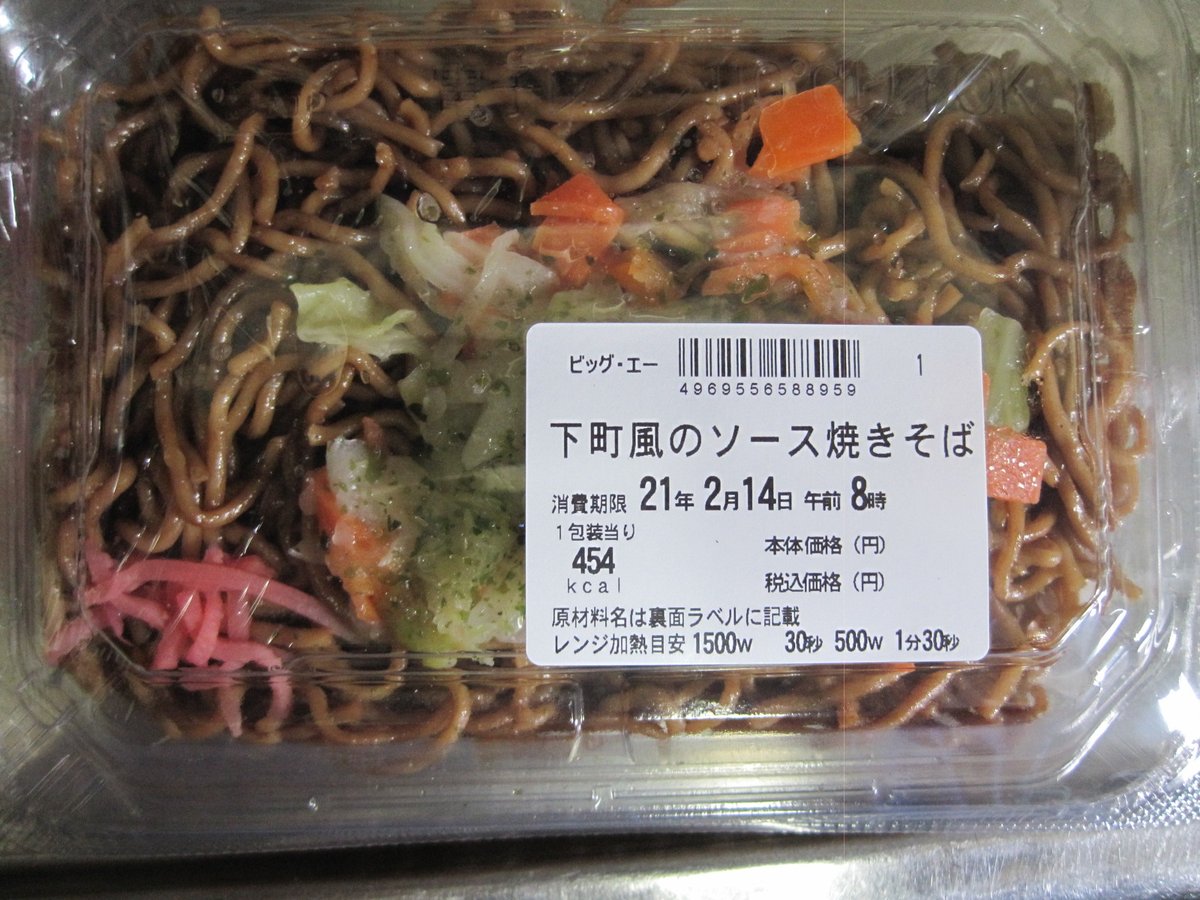 ビッグ・エー
1
4969556588959
下町風のソース焼きそば
消費期限 21年 2月14日 午前 8時
1包装当り
454
kcal
本体価格(円)
税込価格(円)
原材料名は裏面ラベルに記載
レンジ加熱目安 1500w 30秒 500w 1分30秒